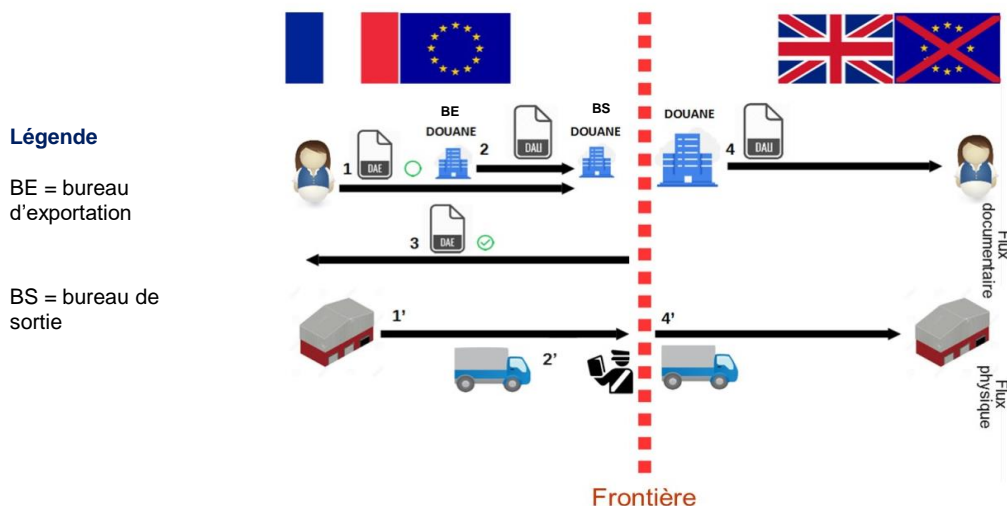 Légende
BE = bureau
d'exportation
BS = bureau de
sortie
BE
DOUANE
BS
DOUANE
DOUANE
1
DAE
2
DAU
4
DAU
3
DAE
Flux
documentaire
1'
2'
4'
Flux
physique
Frontière